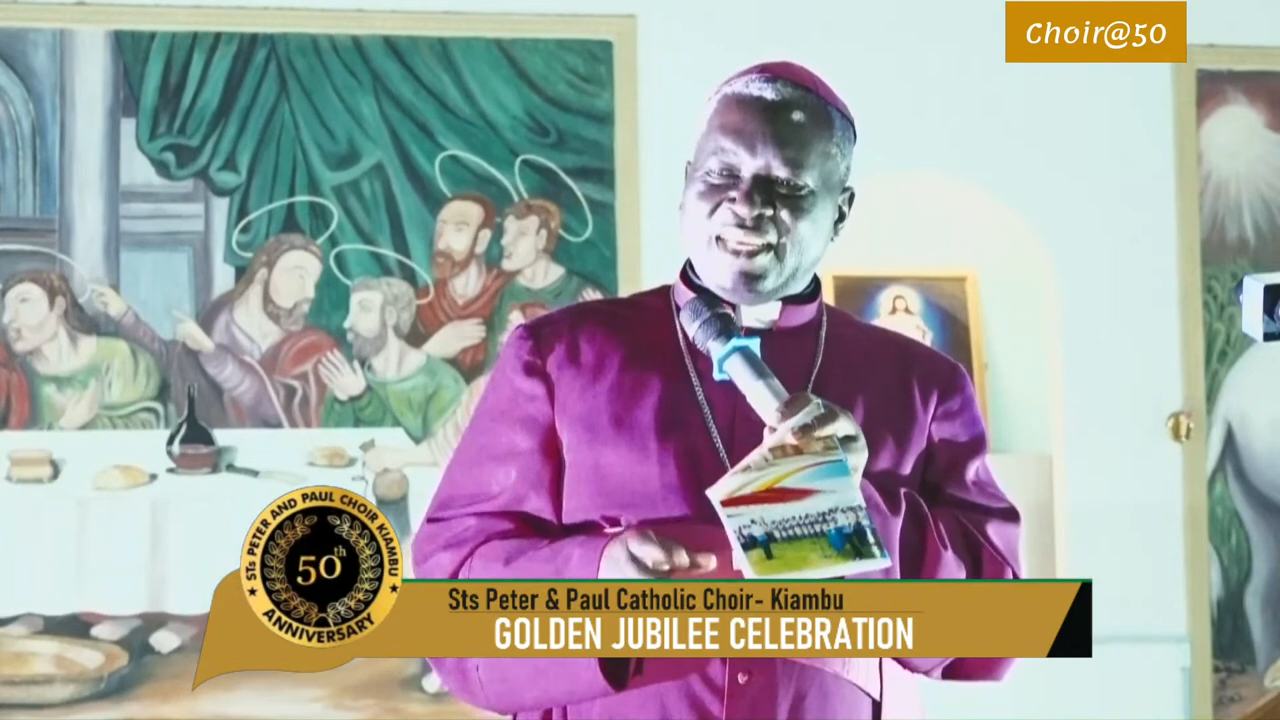 Choir@50
STs PETER AND PAUL CHOIR KIAMBU
50th
ANNIVERSARY
Sts Peter & Paul Catholic Choir- Kiambu
GOLDEN JUBILEE CELEBRATION